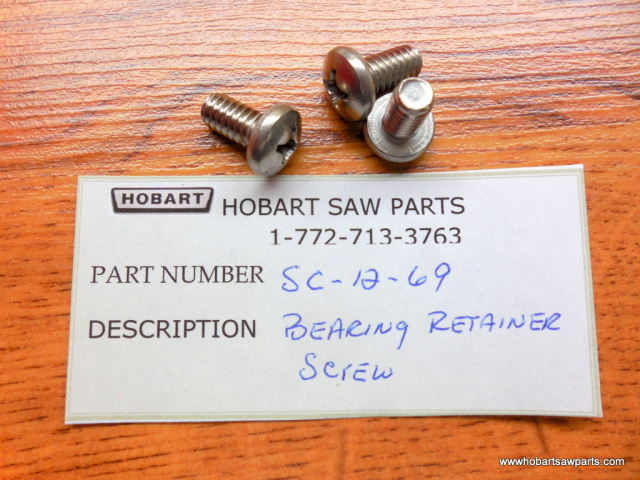 HOBART HOBART SAW PARTS
1-772-713-3763
PART NUMBER SC-12-69
DESCRIPTION BEARING RETAINER
SCREW
www.hobartsawparts.com